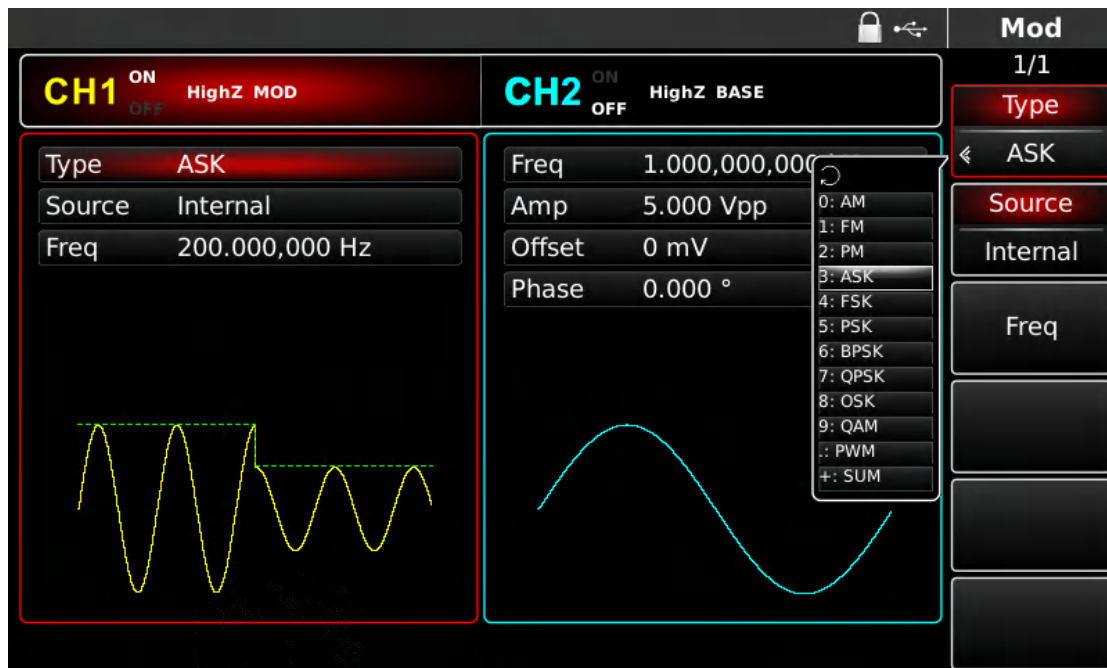 Mod
1/1
CH1 ON OFF HighZ MOD
CH2 ON OFF HighZ BASE
Type ASK
Source Internal
Freq 200.000,000 Hz
Freq 1.000,000,000
Amp 5.000 Vpp
Offset 0 mV
Phase 0.000 °
0: AM
1: FM
2: PM
3: ASK
4: FSK
5: PSK
6: BPSK
7: QPSK
8: OSK
9: QAM
.: PWM
+: SUM
Type
ASK
Source
Internal
Freq